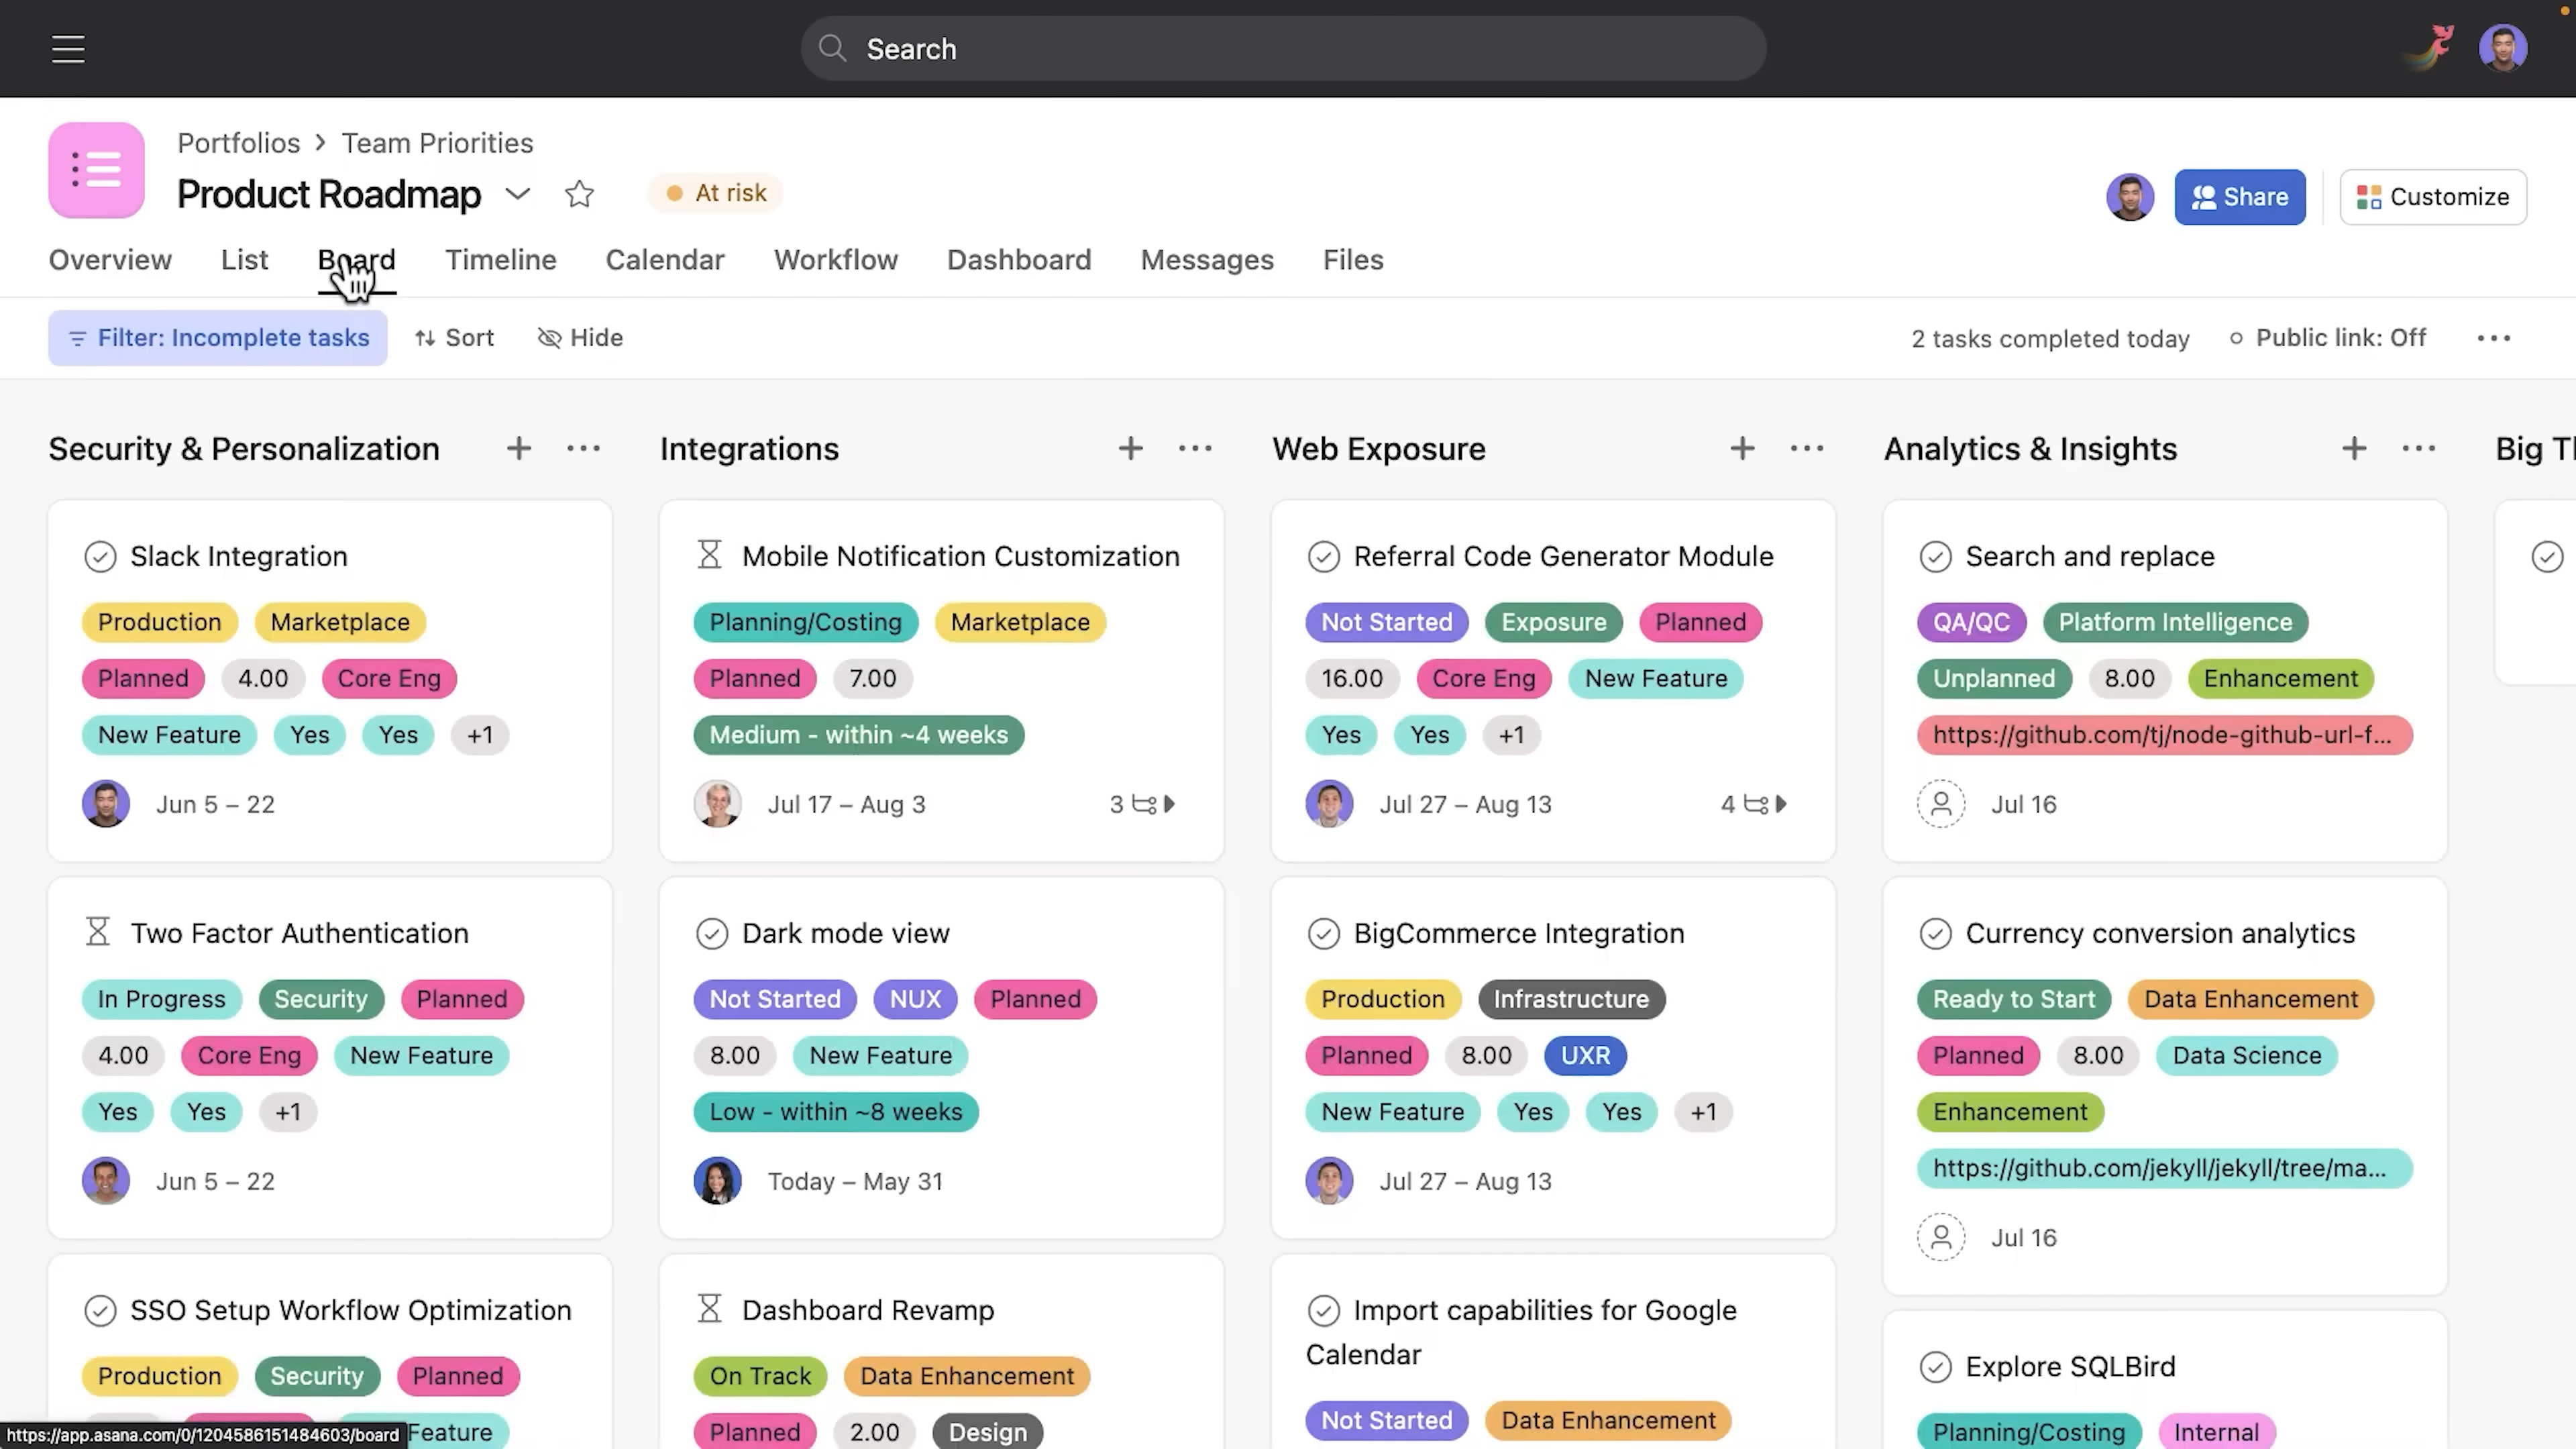 Search
Portfolios > Team Priorities
Product Roadmap
At risk
Share
Customize
Overview List Board Timeline Calendar Workflow Dashboard Messages Files
Filter: Incomplete tasks Sort Hide
2 tasks completed today Public link: Off
Security & Personalization
Slack Integration
Production Marketplace
Planned 4.00 Core Eng
New Feature Yes Yes +1
Jun 5 – 22
Two Factor Authentication
In Progress Security Planned
4.00 Core Eng New Feature
Yes Yes +1
Jun 5 – 22
SSO Setup Workflow Optimization
Production Security Planned
Feature
Integrations
Mobile Notification Customization
Planning/Costing Marketplace
Planned 7.00
Medium - within ~4 weeks
Jul 17 – Aug 3 3
Dark mode view
Not Started NUX Planned
8.00 New Feature
Low - within ~8 weeks
Today – May 31
Dashboard Revamp
On Track Data Enhancement
Planned 2.00 Design
Web Exposure
Referral Code Generator Module
Not Started Exposure Planned
16.00 Core Eng New Feature
Yes Yes +1
Jul 27 – Aug 13 4
BigCommerce Integration
Production Infrastructure
Planned 8.00 UXR
New Feature Yes Yes +1
Jul 27 – Aug 13
Import capabilities for Google
Calendar
Not Started Data Enhancement
Analytics & Insights
Search and replace
QA/QC Platform Intelligence
Unplanned 8.00 Enhancement
https://github.com/tj/node-github-url-f...
Jul 16
Currency conversion analytics
Ready to Start Data Enhancement
Planned 8.00 Data Science
Enhancement
https://github.com/jekyll/jekyll/tree/ma...
Jul 16
Explore SQLBird
Planning/Costing Internal
Big
https://app.asana.com/0/1204586151484603/board